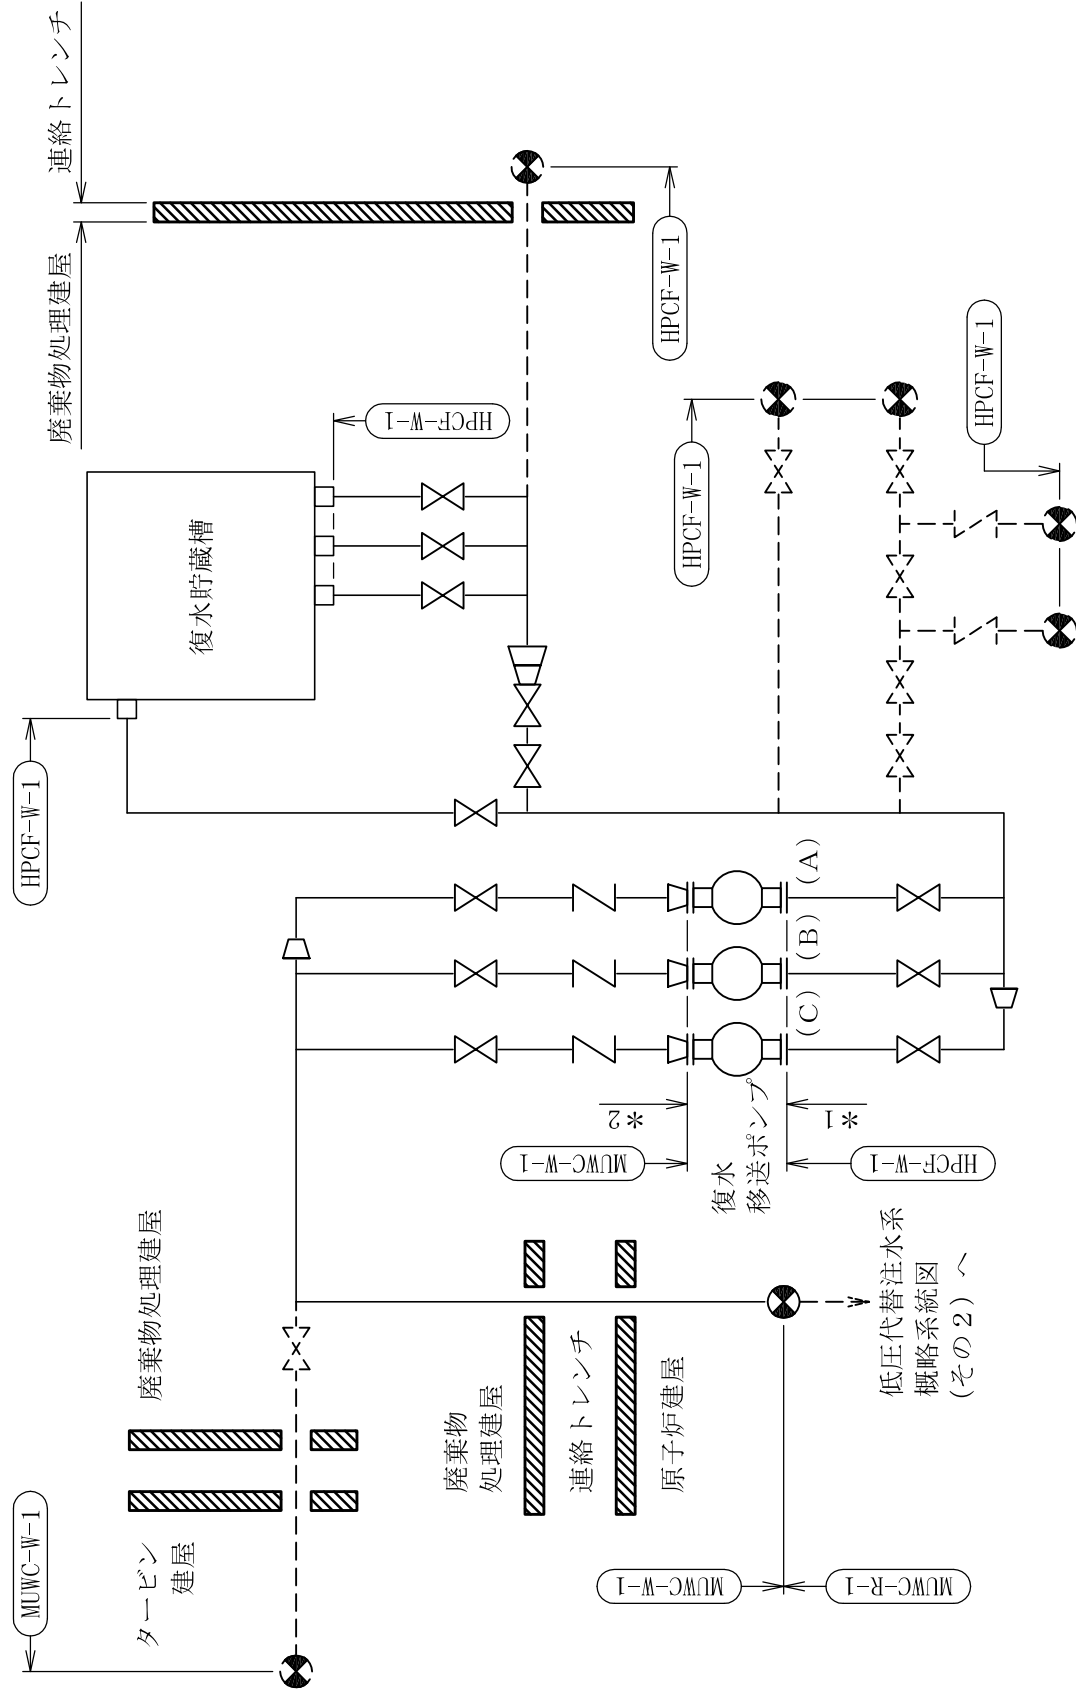 連絡トレンチ
廃棄物処理建屋
HPCF-W-1
復水貯蔵槽
HPCF-W-1
HPCF-W-1
HPCF-W-1
HPCF-W-1
(A)
(B)
(C)
*2
*1
MUWC-W-1
HPCF-W-1
復水
移送ポンプ
廃棄物処理建屋
タービン
建屋
MUWC-W-1
廃棄物
処理建屋
連絡トレンチ
原子炉建屋
低圧代替注水系
概略系統図
(その2) へ
MUWC-W-1
MUWC-R-1